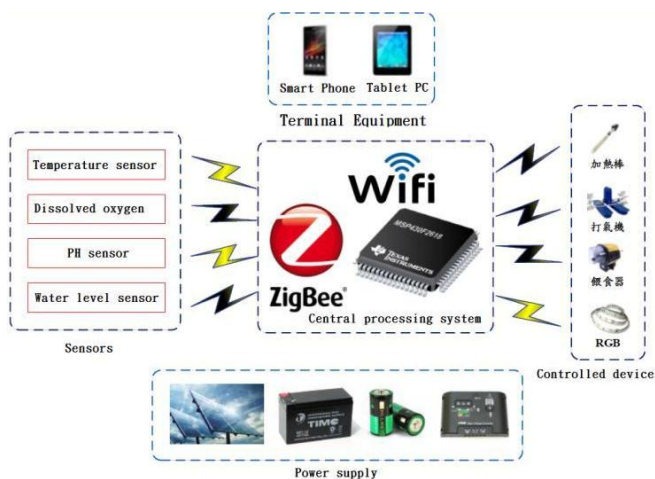 Smart Phone
Tablet PC
Terminal Equipment
Temperature sensor
Dissolved oxygen
PH sensor
Water level sensor
Sensors
Wifi
MSP430F2618
TEXAS
INSTRUMENTS
ZigBee®
Central processing system
加熱棒
打氣機
餵食器
RGB
Controlled device
TIMC
Power supply